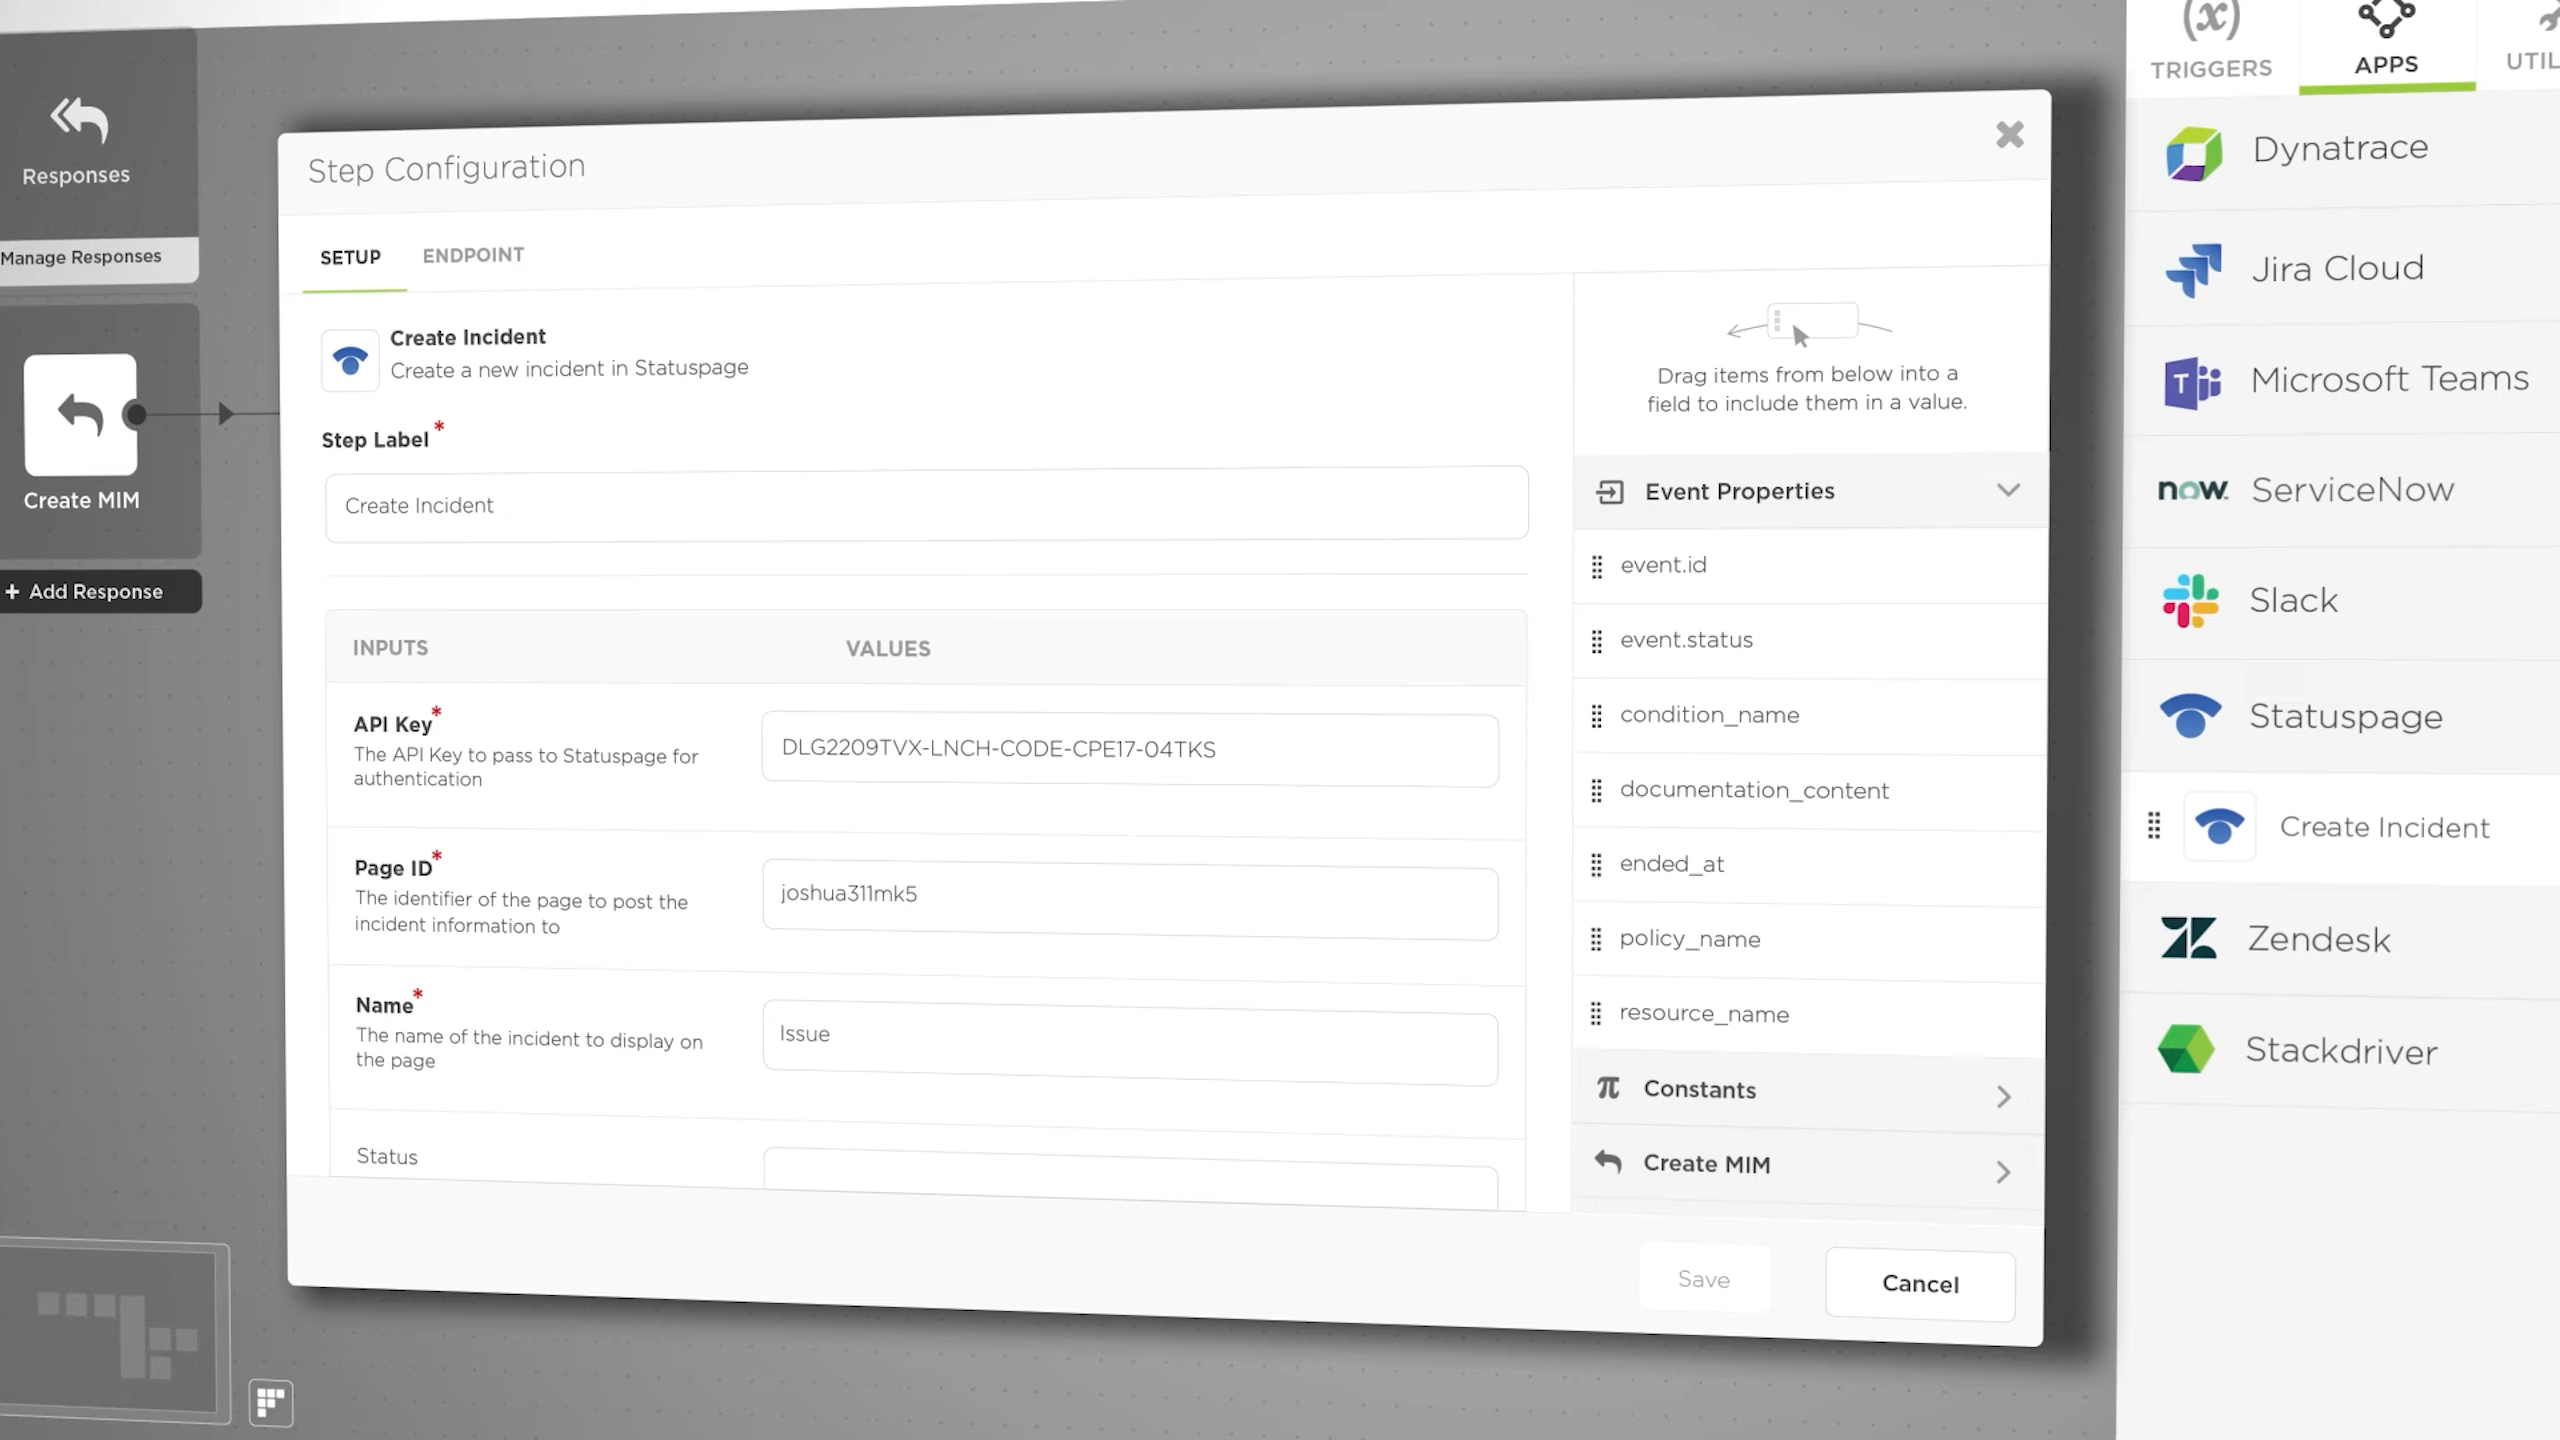 Responses
Manage Responses
Create MIM
+ Add Response
Step Configuration
SETUP
ENDPOINT
Create Incident
Create a new incident in Statuspage
Step Label *
Create Incident
INPUTS
VALUES
API Key*
The API Key to pass to Statuspage for
authentication
DLG2209TVX-LNCH-CODE-CPE17-04TKS
Page ID*
The identifier of the page to post the
incident information to
joshua311mk5
Name*
The name of the incident to display on
the page
Issue
Status
Drag items from below into a
field to include them in a value.
Event Properties
event.id
event.status
condition_name
documentation_content
ended_at
policy_name
resource_name
Constants
Create MIM
Save
Cancel
(x)
TRIGGERS
APPS
UTIL
Dynatrace
Jira Cloud
T
Microsoft Teams
now.
ServiceNow
Slack
Statuspage
Create Incident
Zendesk
Stackdriver